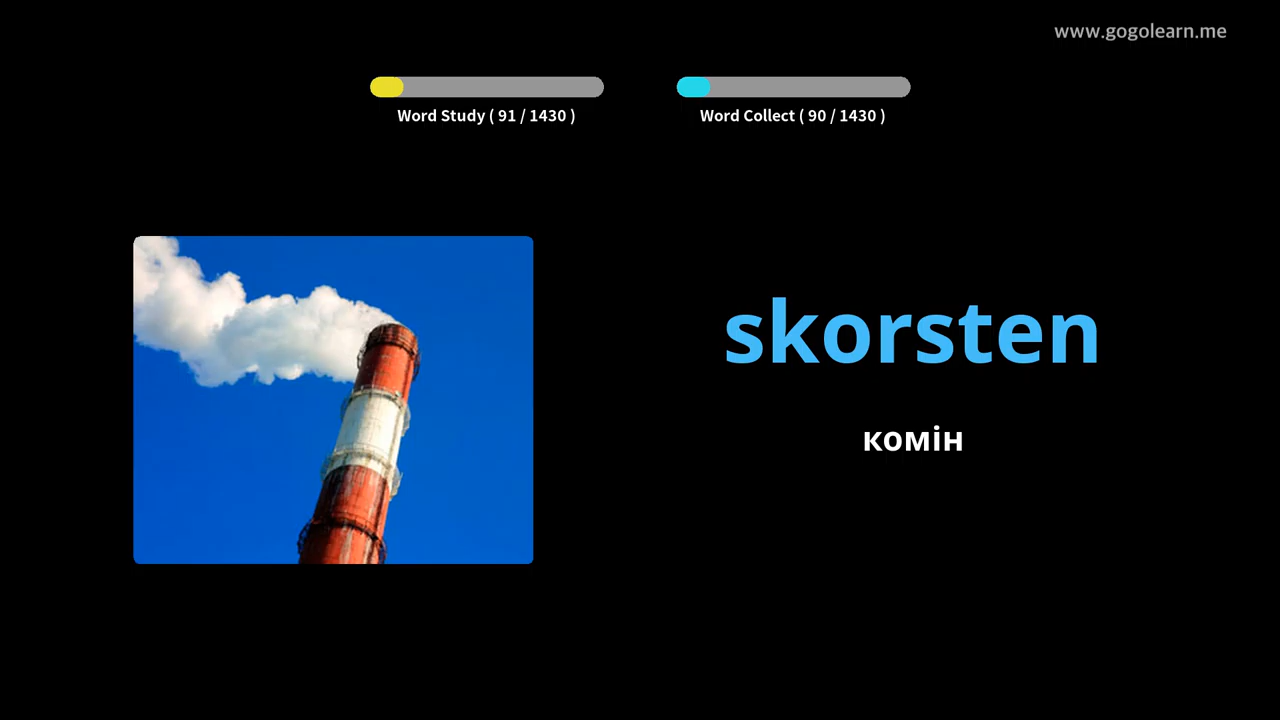 www.gogolearn.me
Word Study ( 91 / 1430 )
Word Collect ( 90 / 1430 )
skorsten
комін